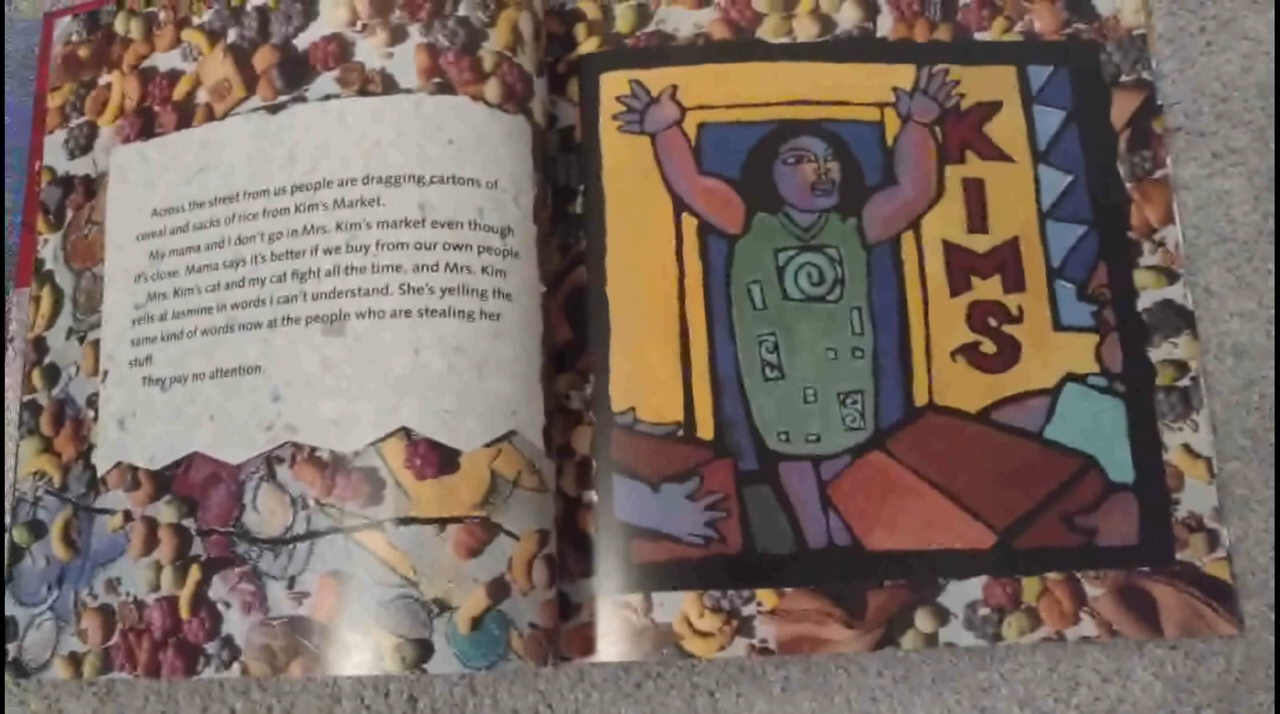 Across the street from us people are dragging cartons of
cereal and sacks of rice from Kim's Market.
My mama and I don't go in Mrs. Kim's market even though
it's close. Mama says it's better if we buy from our own people.
Mrs. Kim's cat and my cat fight all the time, and Mrs. Kim
yells at Jasmine in words I can't understand. She's yelling the
same kind of words now at the people who are stealing her
stuff.
They pay no attention.
KIMS